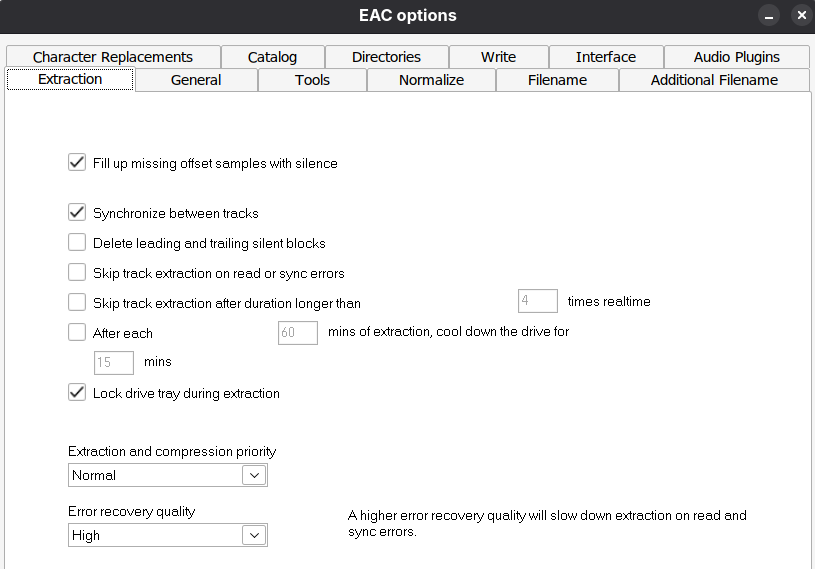 EAC options
Character Replacements Catalog Directories Write Interface Audio Plugins
Extraction General Tools Normalize Filename Additional Filename
Fill up missing offset samples with silence
Synchronize between tracks
Delete leading and trailing silent blocks
Skip track extraction on read or sync errors
Skip track extraction after duration longer than 4 times realtime
After each 60 mins of extraction, cool down the drive for
15 mins
Lock drive tray during extraction
Extraction and compression priority
Normal
Error recovery quality
High
A higher error recovery quality will slow down extraction on read and
sync errors.